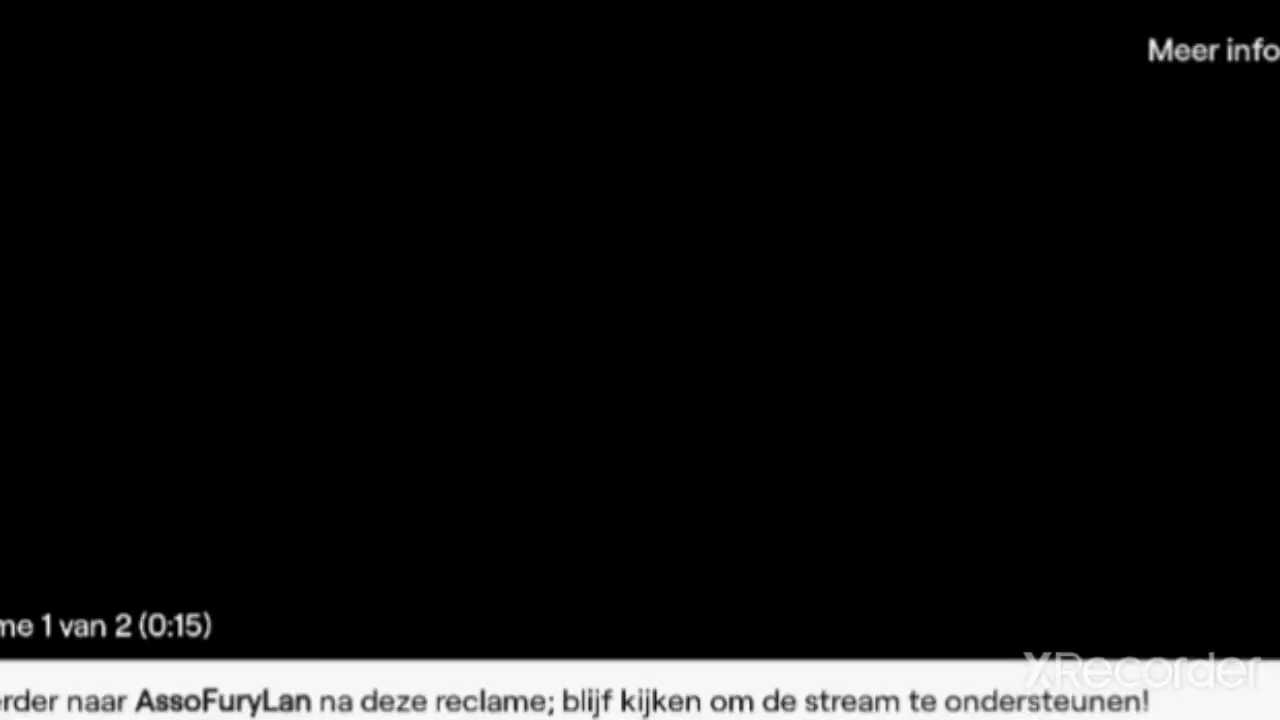 Meer info
me 1 van 2 (0:15)
XRecorder
erder naar AssoFuryLan na deze reclame; blijf kijken om de stream te ondersteunen!